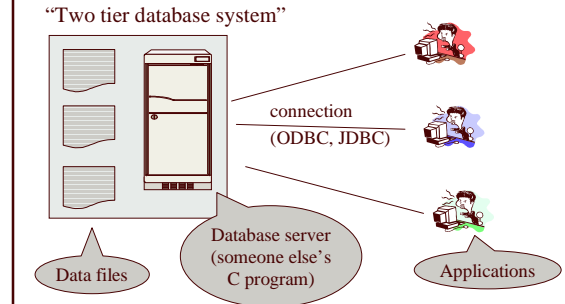 “Two tier database system”
connection
(ODBC, JDBC)
Database server
(someone else’s
C program)
Data files
Applications